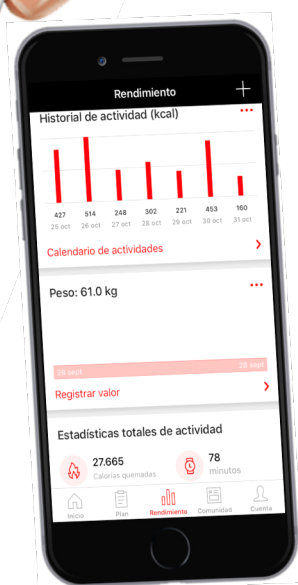 Rendimiento
Historial de actividad (kcal)
427 514 248 302 221 453 160
25 oct 26 oct 27 oct 28 oct 29 oct 30 oct 31 oct
Calendario de actividades
Peso: 61.0 kg
28 sept 28 sept
Registrar valor
Estadísticas totales de actividad
27.665 78
Calorías quemadas minutos
Inicio Plan Rendimiento Comunidad Cuenta